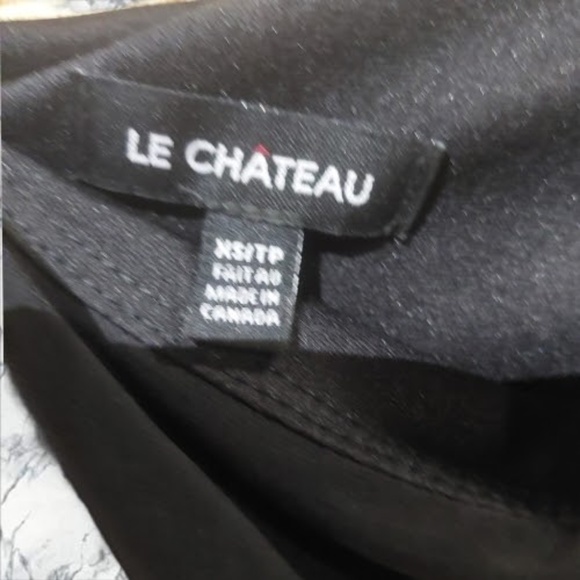 LE CHÂTEAU
XS/TP
FAIT AU
MADE IN
CANADA